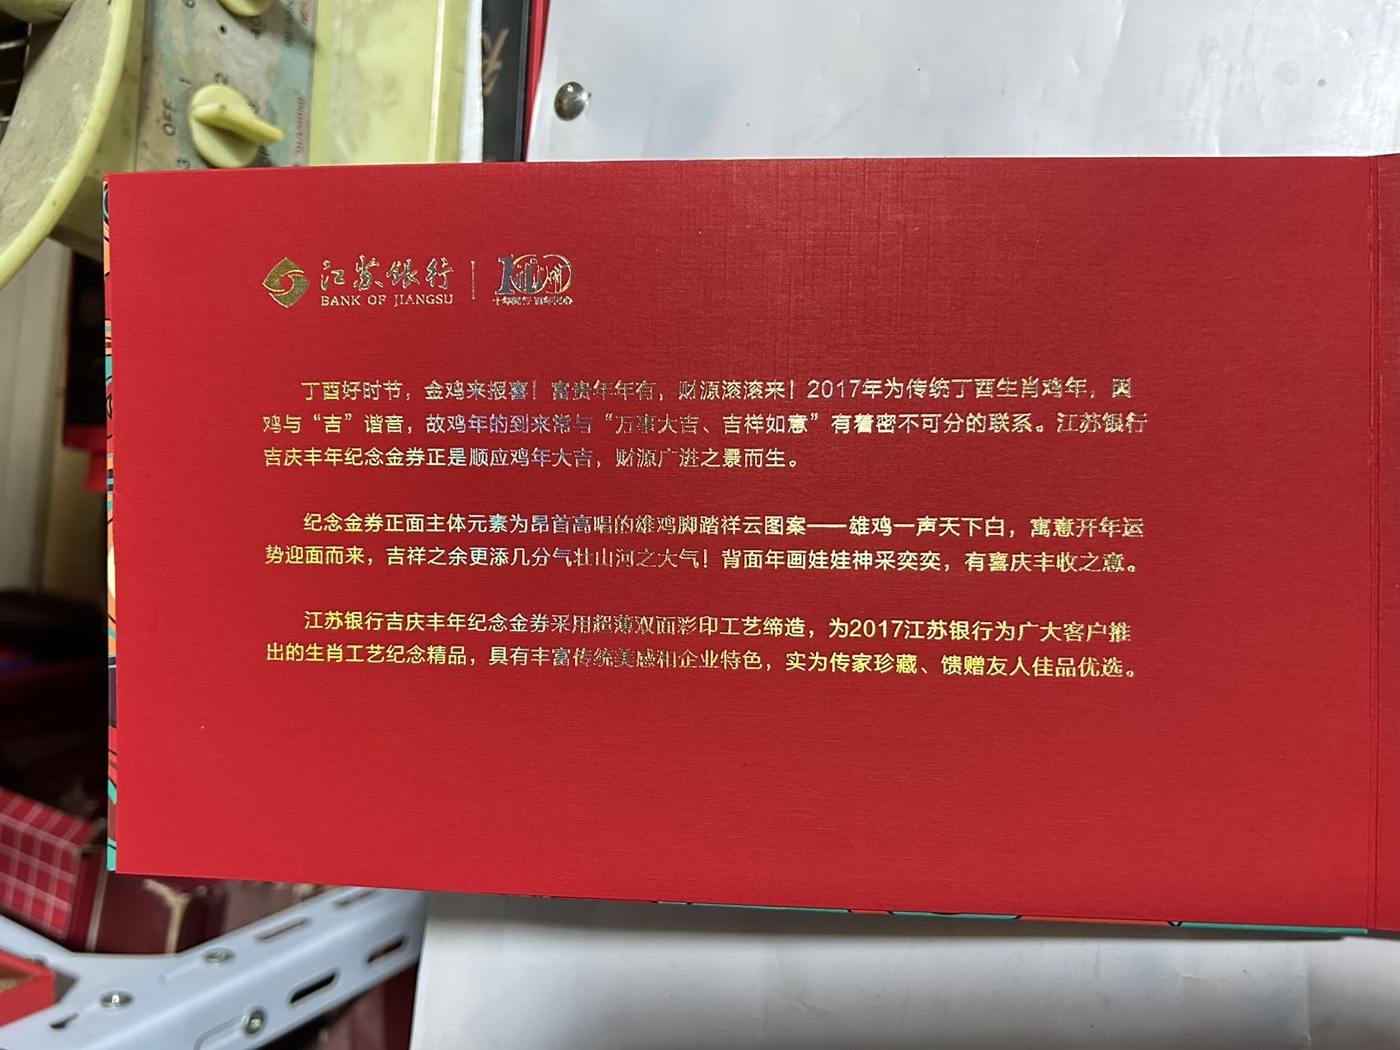 OFF
1
2
3
江苏银行
BANK OF JIANGSU
丁酉好时节，金鸡来报喜！富贵年年有，财源滚滚来！2017年为传统丁酉生肖鸡年，因
鸡与“吉”谐音，故鸡年的到来常与“万事大吉、吉祥如意”有着密不可分的联系。江苏银行
吉庆丰年纪念金券正是顺应鸡年大吉，财源广进之景而生。
纪念金券正面主体元素为昂首高唱的雄鸡脚踏祥云图案——雄鸡一声天下白，寓意开年运
势迎面而来，吉祥之余更添几分气壮山河之大气！背面年画娃娃神采奕奕，有喜庆丰收之意。
江苏银行吉庆丰年纪念金券采用超薄双面彩印工艺缔造，为2017江苏银行为广大客户推
出的生肖工艺纪念精品，具有丰富传统美感和企业特色，实为传家珍藏、馈赠友人佳品优选。